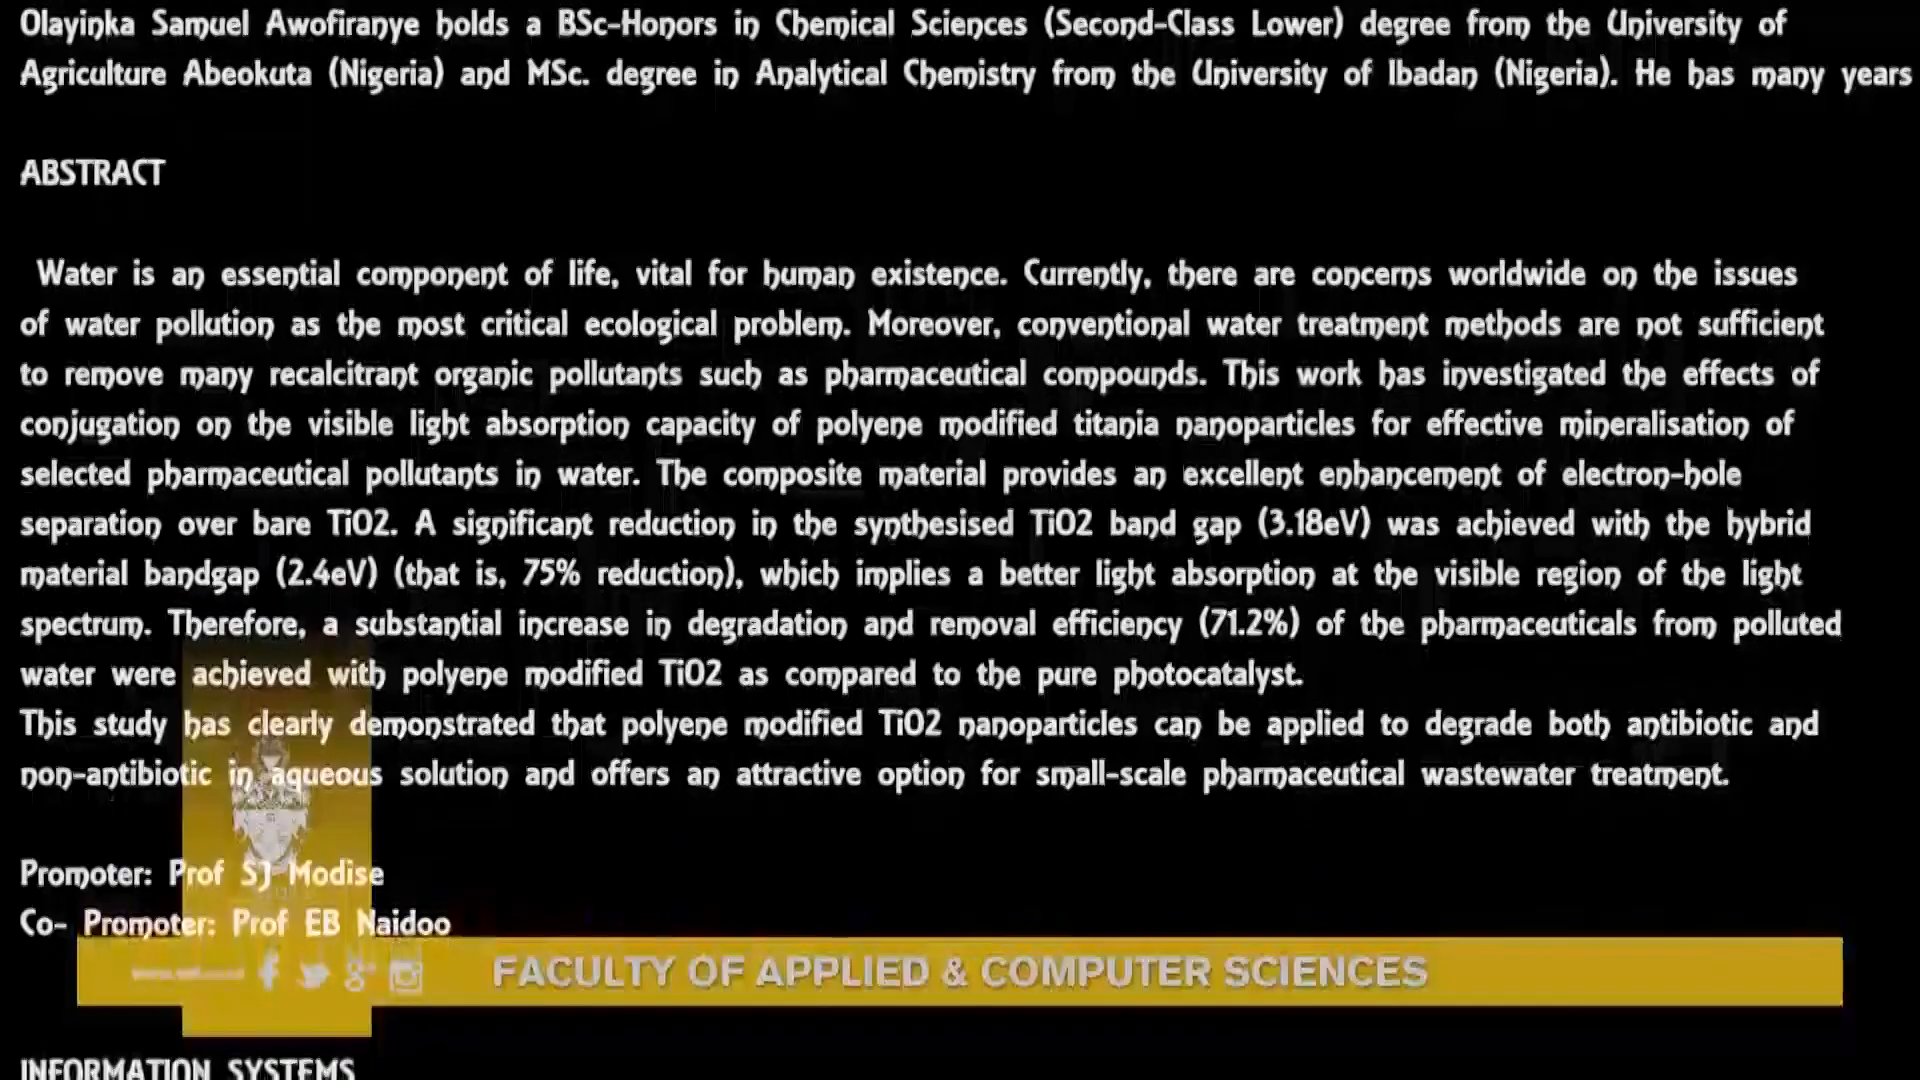 Olayinka Samuel Awofiranye holds a BSc-Honors in Chemical Sciences (Second-Class Lower) degree from the University of
Agriculture Abeokuta (Nigeria) and MSc. degree in Analytical Chemistry from the University of Ibadan (Nigeria). He has many years
ABSTRACT
Water is an essential component of life, vital for human existence. Currently, there are concerns worldwide on the issues
of water pollution as the most critical ecological problem. Moreover, conventional water treatment methods are not sufficient
to remove many recalcitrant organic pollutants such as pharmaceutical compounds. This work has investigated the effects of
conjugation on the visible light absorption capacity of polyene modified titania nanoparticles for effective mineralisation of
selected pharmaceutical pollutants in water. The composite material provides an excellent enhancement of electron-hole
separation over bare TiO2. A significant reduction in the synthesised TiO2 band gap (3.18eV) was achieved with the hybrid
material bandgap (2.4eV) (that is, 75% reduction), which implies a better light absorption at the visible region of the light
spectrum. Therefore, a substantial increase in degradation and removal efficiency (71.2%) of the pharmaceuticals from polluted
water were achieved with polyene modified TiO2 as compared to the pure photocatalyst.
This study has clearly demonstrated that polyene modified TiO2 nanoparticles can be applied to degrade both antibiotic and
non-antibiotic in aqueous solution and offers an attractive option for small-scale pharmaceutical wastewater treatment.
Promoter: Prof SJ Modise
Co- Promoter: Prof EB Naidoo
FACULTY OF APPLIED & COMPUTER SCIENCES
INFORMATION SYSTEMS